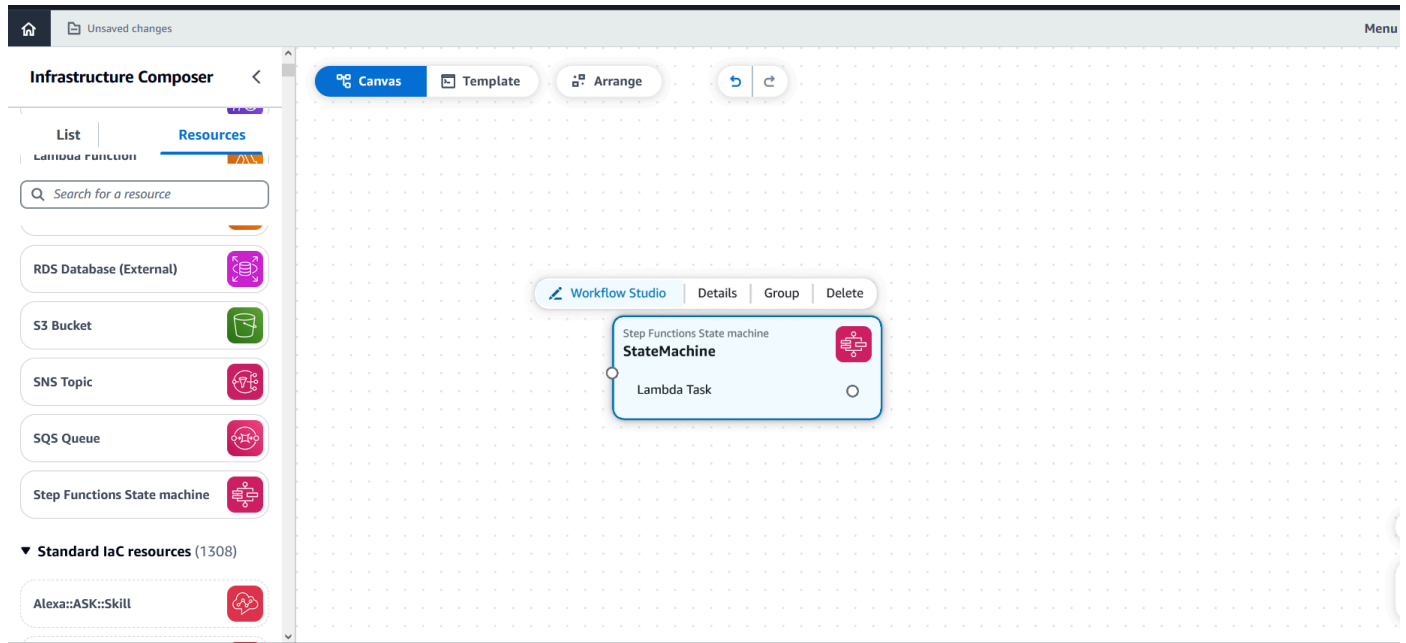 Unsaved changes
Menu
Infrastructure Composer
Canvas
Template
Arrange
List
Resources
Lambda Function
Search for a resource
RDS Database (External)
S3 Bucket
SNS Topic
SQS Queue
Step Functions State machine
Standard IaC resources (1308)
Alexa::ASK::Skill
Workflow Studio
Details
Group
Delete
Step Functions State machine
StateMachine
Lambda Task